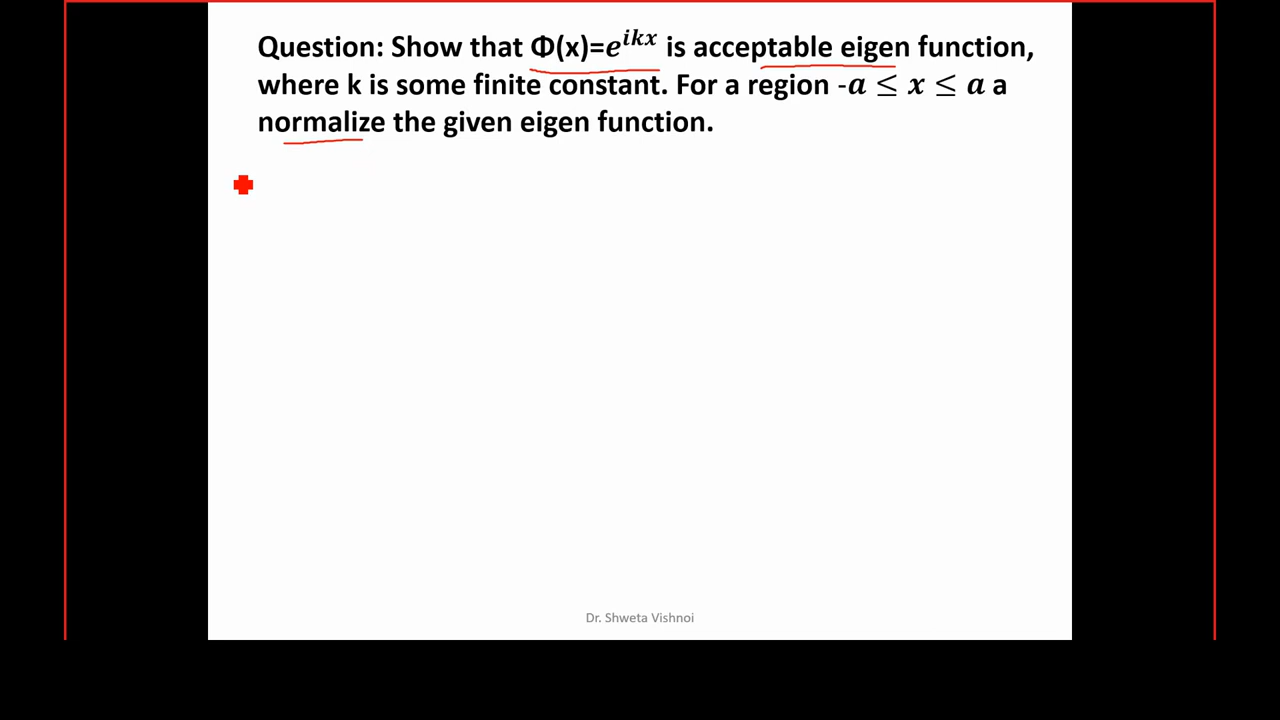 Question: Show that Φ(x)=e^{ikx} is acceptable eigen function,
where k is some finite constant. For a region -a ≤ x ≤ a a
normalize the given eigen function.
Dr. Shweta Vishnoi